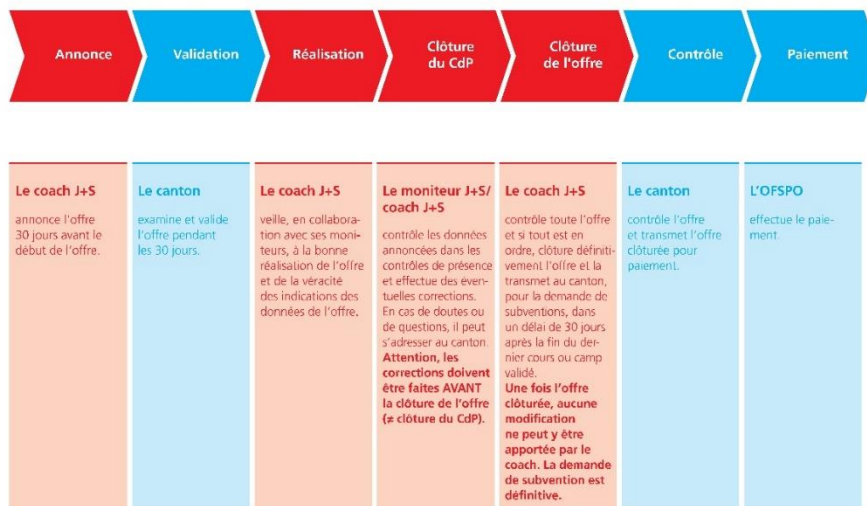 Annonce
Validation
Réalisation
Clôture
du CdP
Clôture
de l'offre
Contrôle
Paiement
Le coach J+S
annonce l'offre
30 jours avant le
début de l'offre.
Le canton
examine et valide
l'offre pendant
les 30 jours.
Le coach J+S
veille, en collabora-
tion avec ses moni-
teurs, à la bonne
réalisation de l'offre
et de la véracité
des indications des
données de l'offre.
Le moniteur J+S/
coach J+S
contrôle les données
annoncées dans les
contrôles de présence
et effectue des éven-
tuelles corrections.
En cas de doutes ou
de questions, il peut
s'adresser au canton.
Attention, les
corrections doivent
être faites AVANT
la clôture de l'offre
(≠ clôture du CdP).
Le coach J+S
contrôle toute l'offre
et si tout est en
ordre, clôture définiti-
vement l'offre et la
transmet au canton,
pour la demande de
subventions, dans
un délai de 30 jours
après la fin du der-
nier cours ou camp
validé.
Une fois l'offre
clôturée, aucune
modification
ne peut y être
apportée par le
coach. La demande
de subvention est
définitive.
Le canton
contrôle l'offre
et transmet l'offre
clôturée pour
paiement.
L'OFSPO
effectue le paie-
ment.